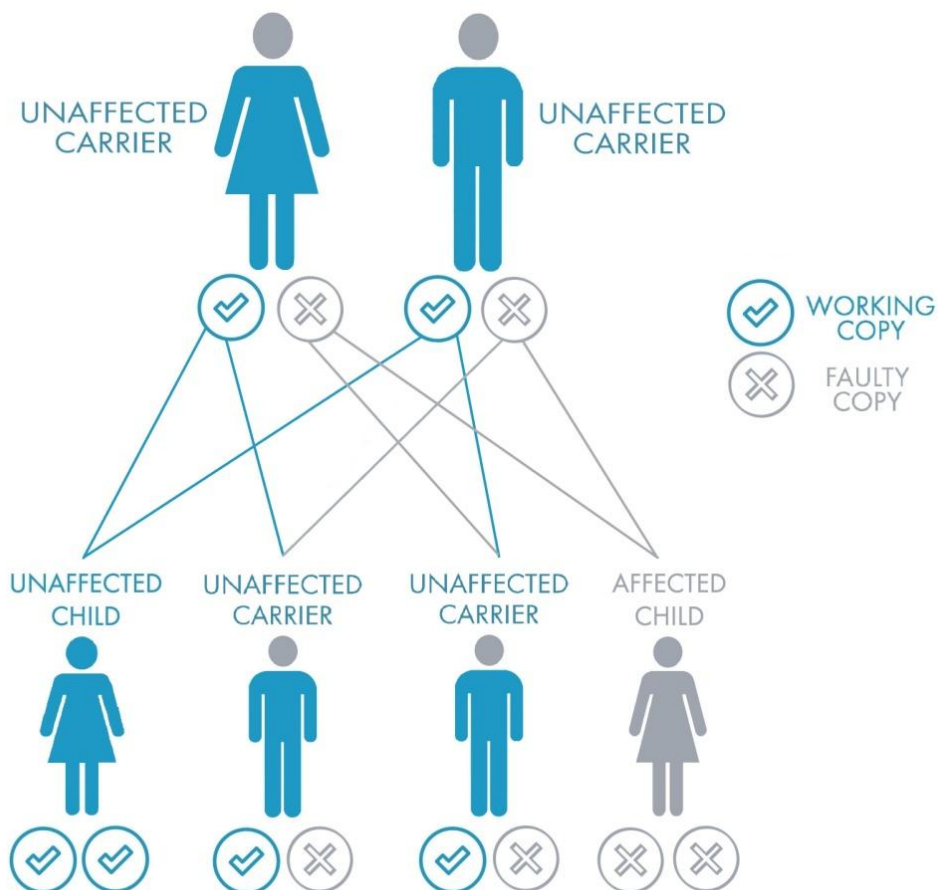 UNAFFECTED
CARRIER
UNAFFECTED
CARRIER
WORKING
COPY
FAULTY
COPY
UNAFFECTED
CHILD
UNAFFECTED
CARRIER
UNAFFECTED
CARRIER
AFFECTED
CHILD